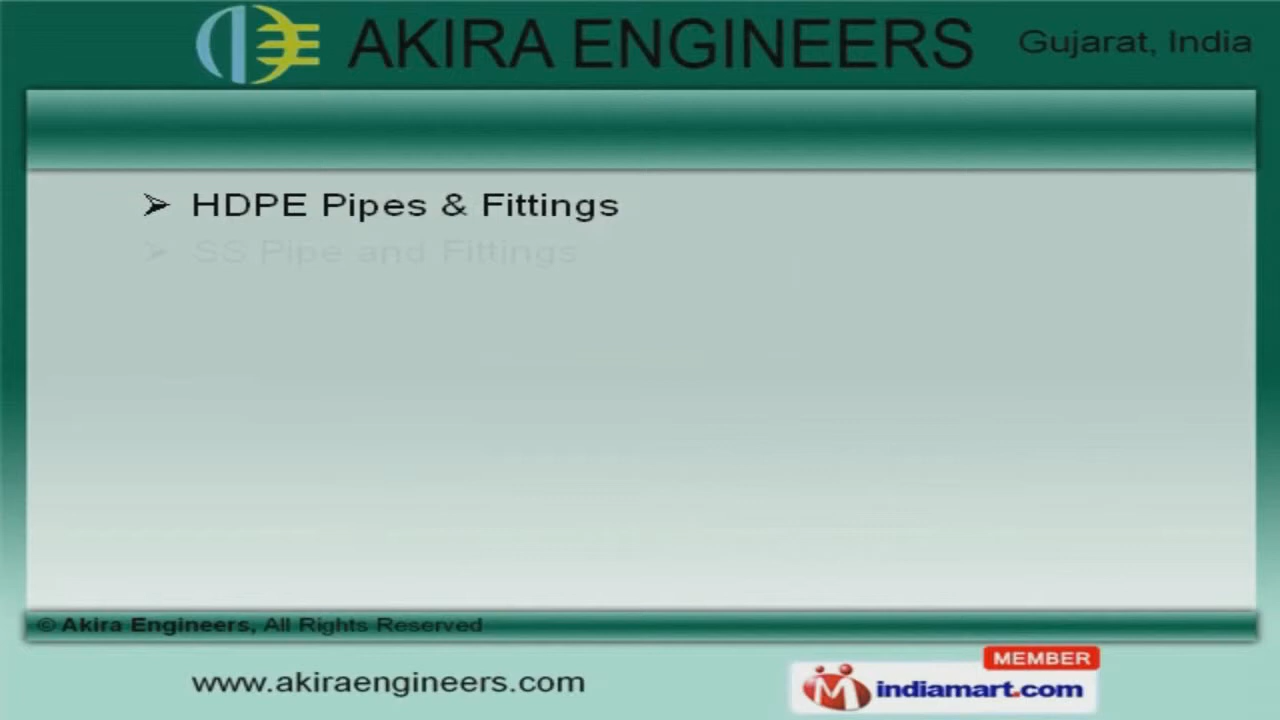 AKIRA ENGINEERS
Gujarat, India
➢ HDPE Pipes & Fittings
➢ SS Pipe and Fittings
© Akira Engineers, All Rights Reserved
www.akiraengineers.com
MEMBER
indiamart.com